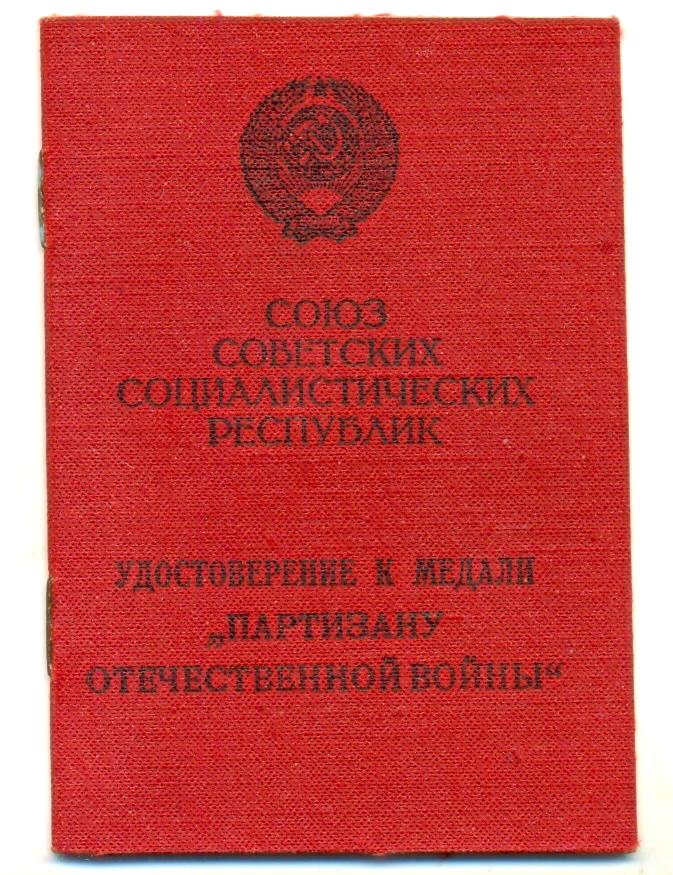 СОЮЗ
СОВЕТСКИХ
СОЦИАЛИСТИЧЕСКИХ
РЕСПУБЛИК
УДОСТОВЕРЕНИЕ К МЕДАЛИ
„ПАРТИЗАНУ
ОТЕЧЕСТВЕННОЙ ВОЙНЫ“